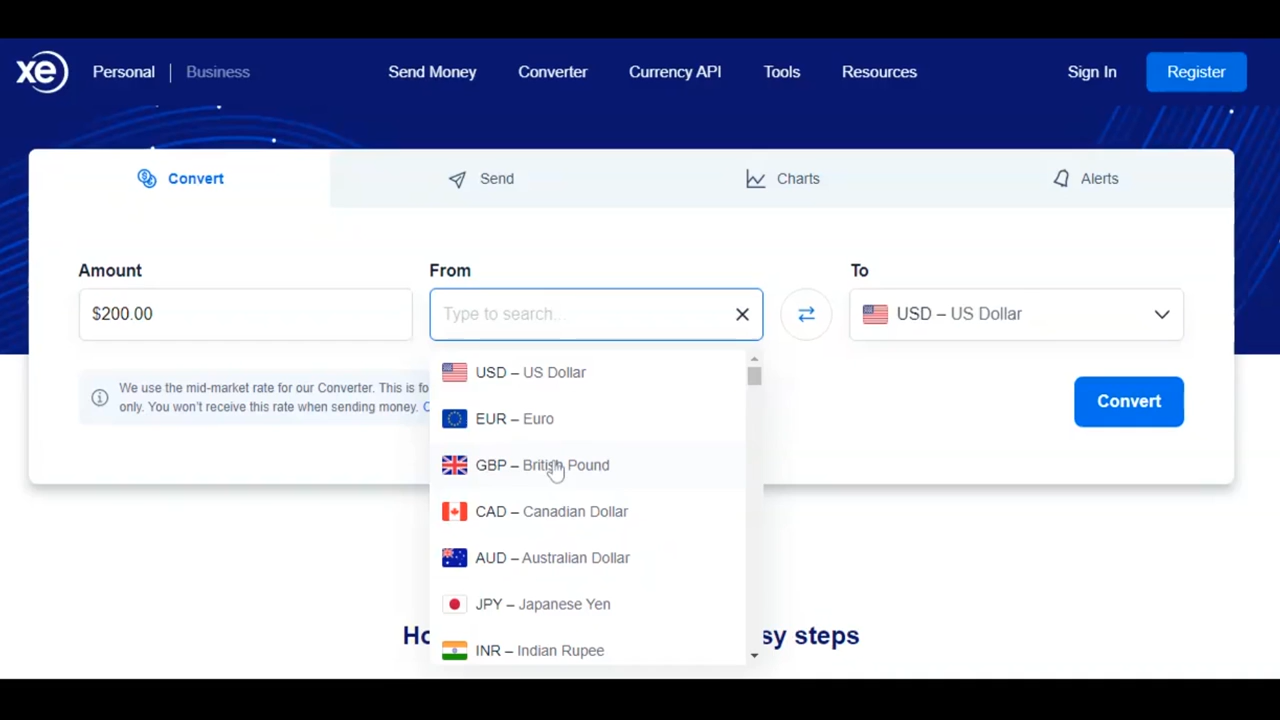 xe Personal | Business Send Money Converter Currency API Tools Resources Sign In Register
Convert Send Charts Alerts
Amount From To
$200.00 Type to search... USD – US Dollar
We use the mid-market rate for our Converter. This is fo
only. You won't receive this rate when sending money. C
Convert
USD – US Dollar
EUR – Euro
GBP – British Pound
CAD – Canadian Dollar
AUD – Australian Dollar
JPY – Japanese Yen
INR – Indian Rupee
Ho sy steps